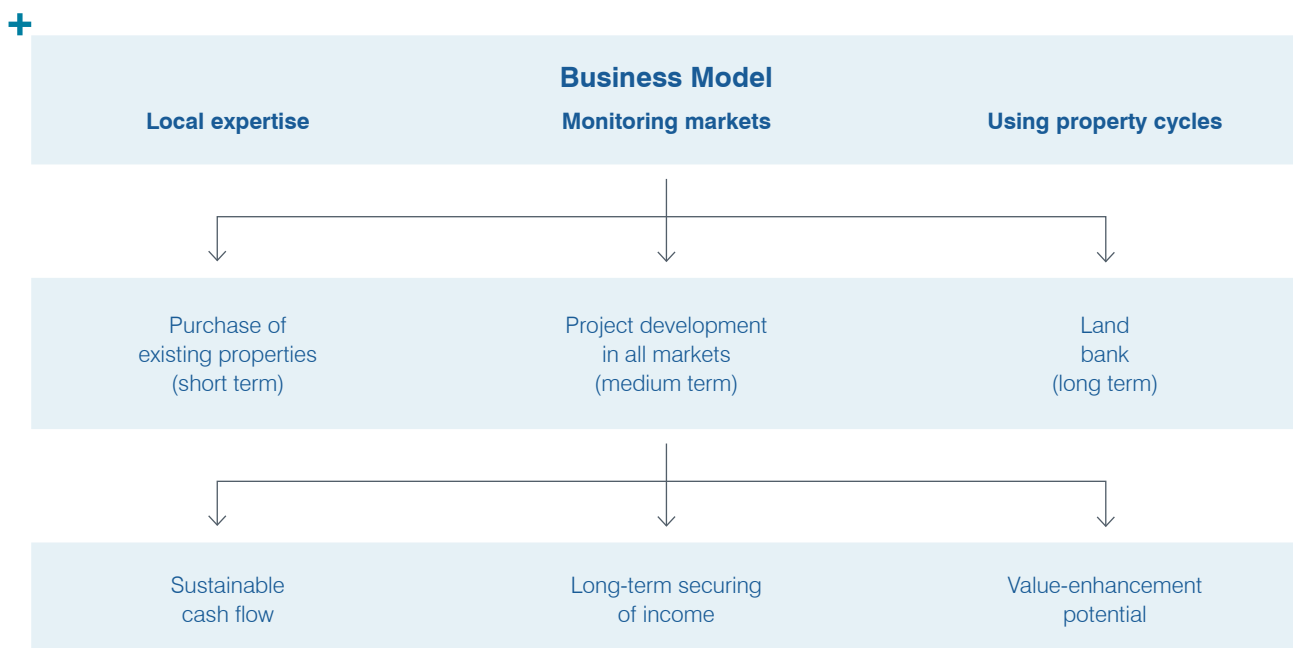 Business Model
Local expertise
Monitoring markets
Using property cycles
Purchase of
existing properties
(short term)
Project development
in all markets
(medium term)
Land
bank
(long term)
Sustainable
cash flow
Long-term securing
of income
Value-enhancement
potential